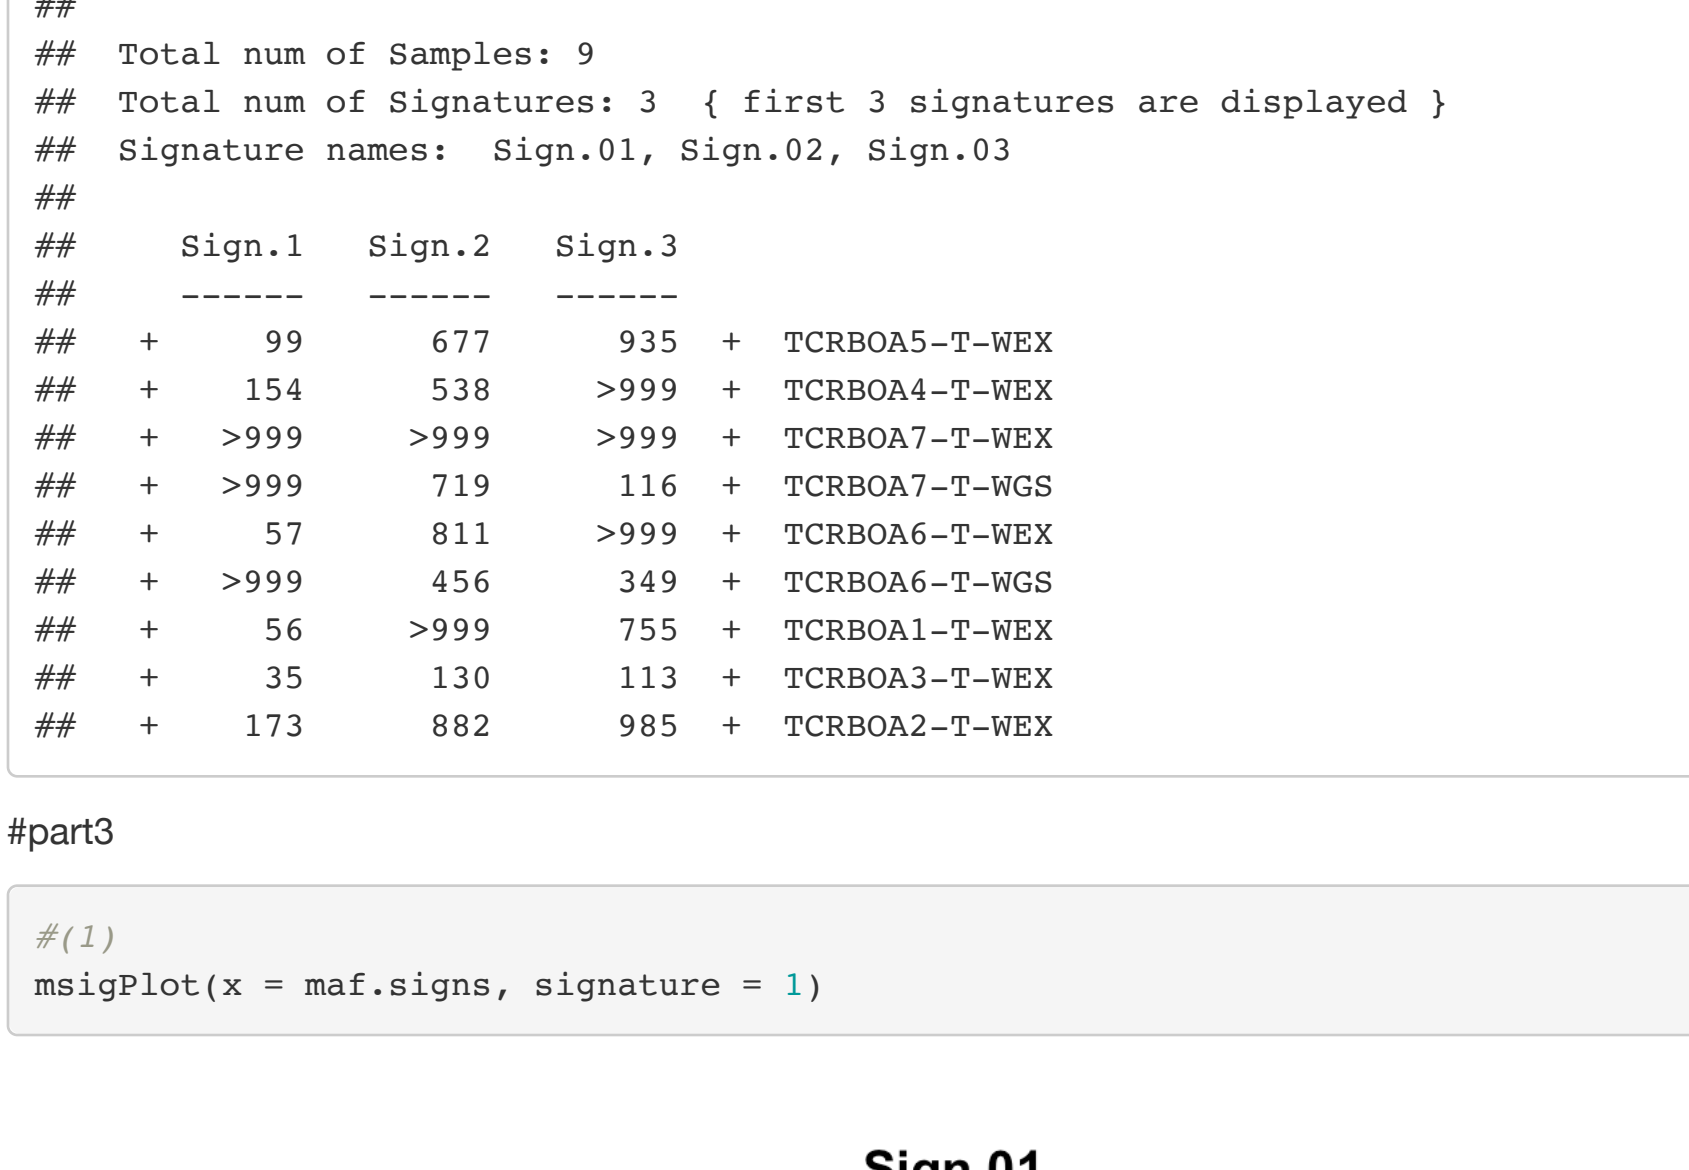 ##
##  Total num of Samples: 9
##  Total num of Signatures: 3  { first 3 signatures are displayed }
##  Signature names:  Sign.01, Sign.02, Sign.03
##
##     Sign.1   Sign.2   Sign.3
##     ------   ------   ------
##   +     99      677      935  +  TCRBOA5-T-WEX
##   +    154      538     >999  +  TCRBOA4-T-WEX
##   +   >999     >999     >999  +  TCRBOA7-T-WEX
##   +   >999      719      116  +  TCRBOA7-T-WGS
##   +     57      811     >999  +  TCRBOA6-T-WEX
##   +   >999      456      349  +  TCRBOA6-T-WGS
##   +     56     >999      755  +  TCRBOA1-T-WEX
##   +     35      130      113  +  TCRBOA3-T-WEX
##   +    173      882      985  +  TCRBOA2-T-WEX
#part3
#(1)
msigPlot(x = maf.signs, signature = 1)
Sign.01